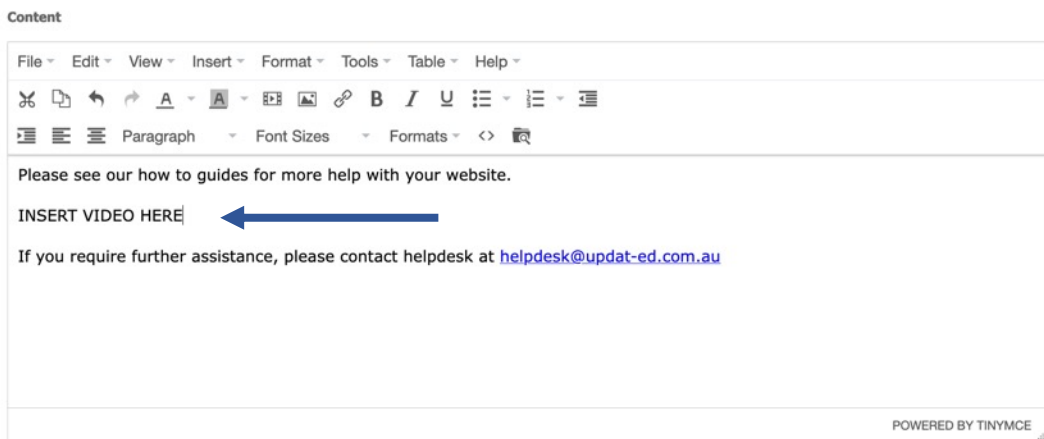 Content
File Edit View Insert Format Tools Table Help
A A B I U
Paragraph Font Sizes Formats <>
Please see our how to guides for more help with your website.
INSERT VIDEO HERE
If you require further assistance, please contact helpdesk at helpdesk@updat-ed.com.au
POWERED BY TINYMCE